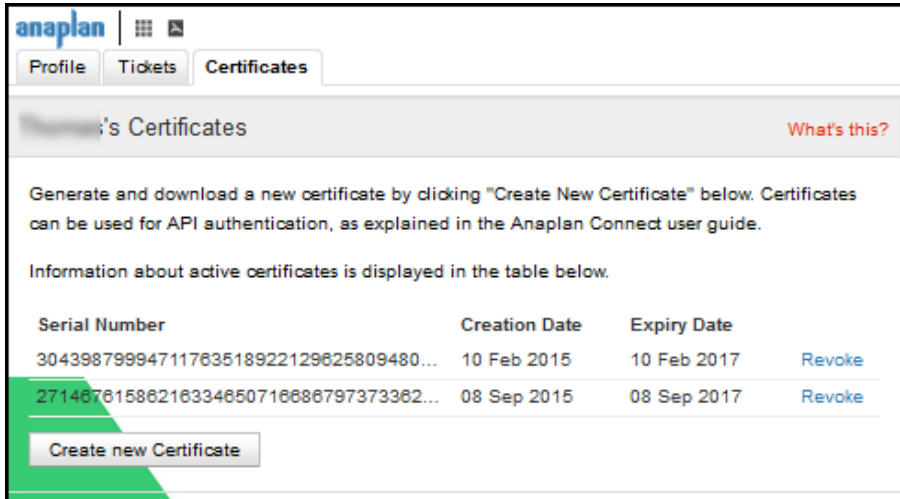 anaplan
Profile Tickets Certificates
's Certificates What's this?
Generate and download a new certificate by clicking "Create New Certificate" below. Certificates
can be used for API authentication, as explained in the Anaplan Connect user guide.
Information about active certificates is displayed in the table below.
Serial Number Creation Date Expiry Date
30439879994711763518922129625809480... 10 Feb 2015 10 Feb 2017 Revoke
27146761586216334650716686797373362... 08 Sep 2015 08 Sep 2017 Revoke
Create new Certificate